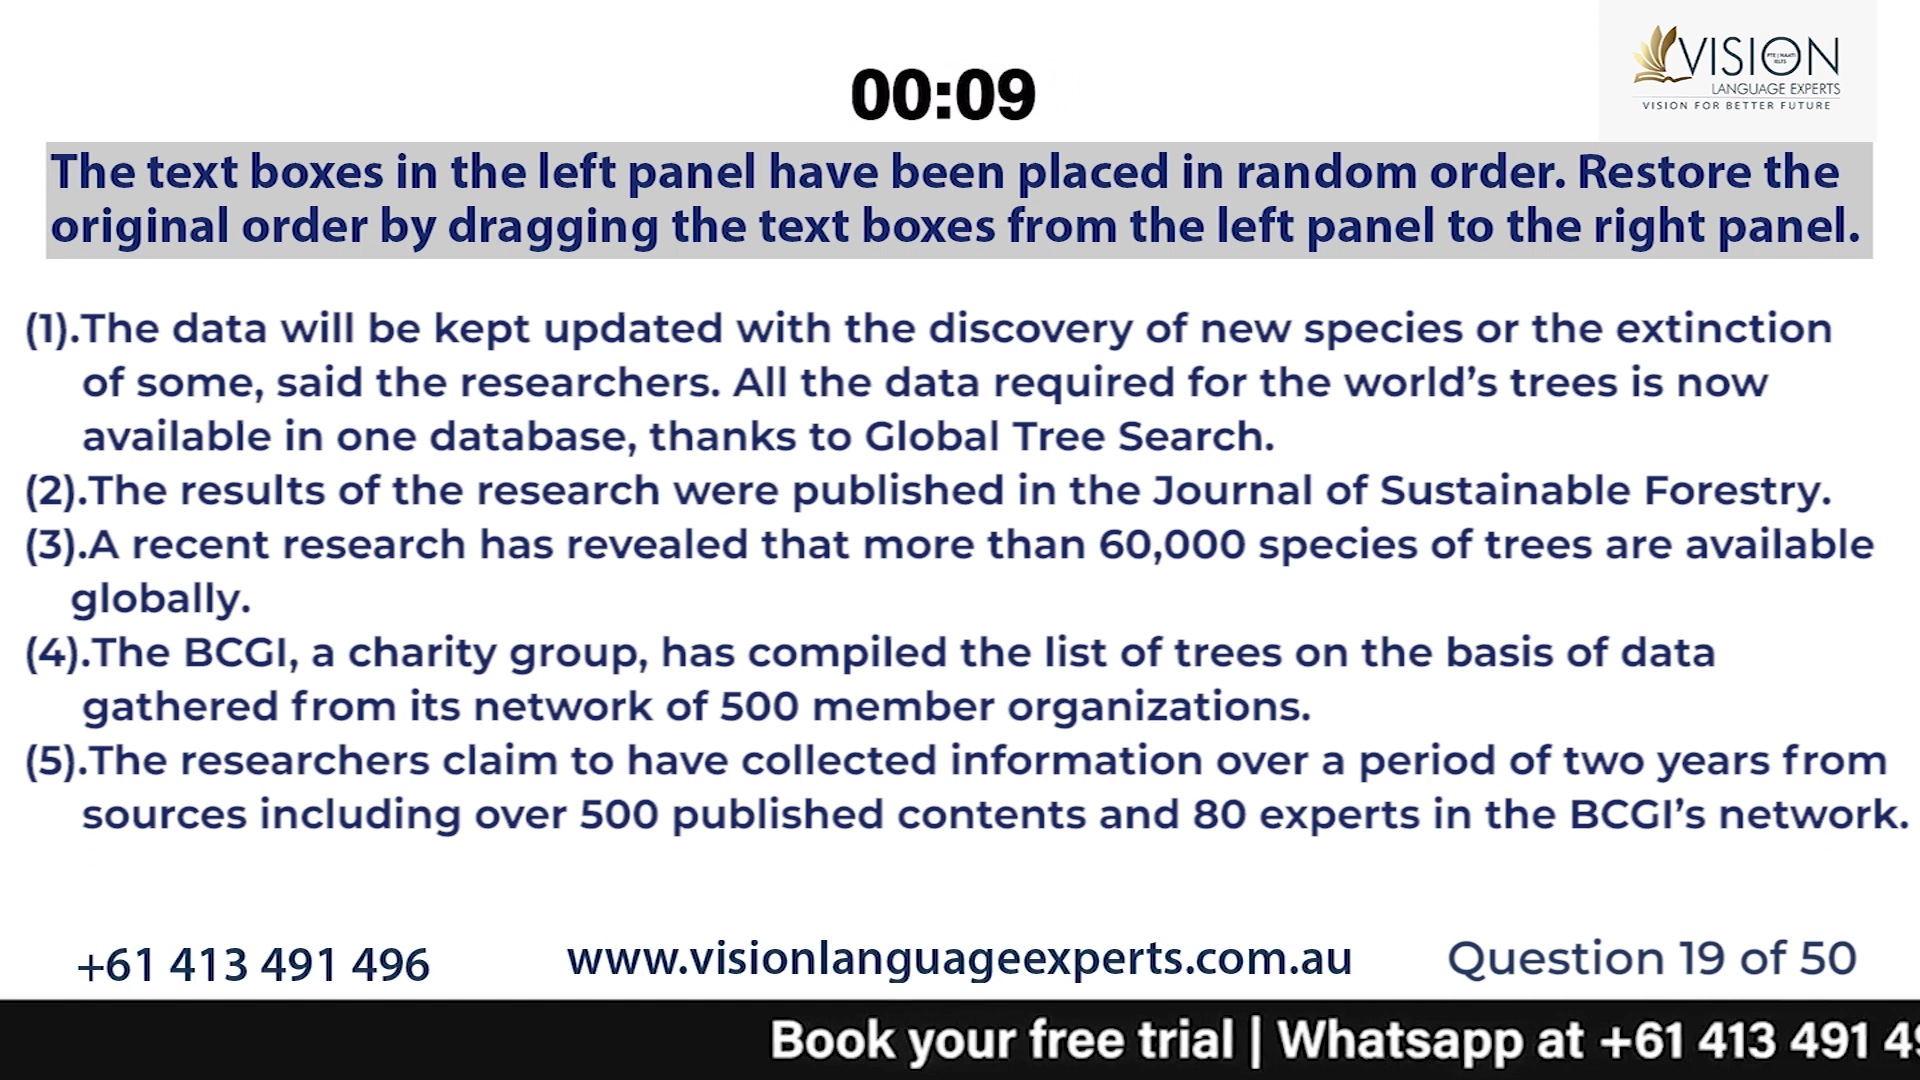 VISION
PTE | NAATI
IELTS
LANGUAGE EXPERTS
VISION FOR BETTER FUTURE
00:09
The text boxes in the left panel have been placed in random order. Restore the
original order by dragging the text boxes from the left panel to the right panel.
(1).The data will be kept updated with the discovery of new species or the extinction
of some, said the researchers. All the data required for the world's trees is now
available in one database, thanks to Global Tree Search.
(2).The results of the research were published in the Journal of Sustainable Forestry.
(3).A recent research has revealed that more than 60,000 species of trees are available
globally.
(4).The BCGI, a charity group, has compiled the list of trees on the basis of data
gathered from its network of 500 member organizations.
(5).The researchers claim to have collected information over a period of two years from
sources including over 500 published contents and 80 experts in the BCGI's network.
+61 413 491 496 www.visionlanguageexperts.com.au Question 19 of 50
Book your free trial | Whatsapp at +61 413 491 49